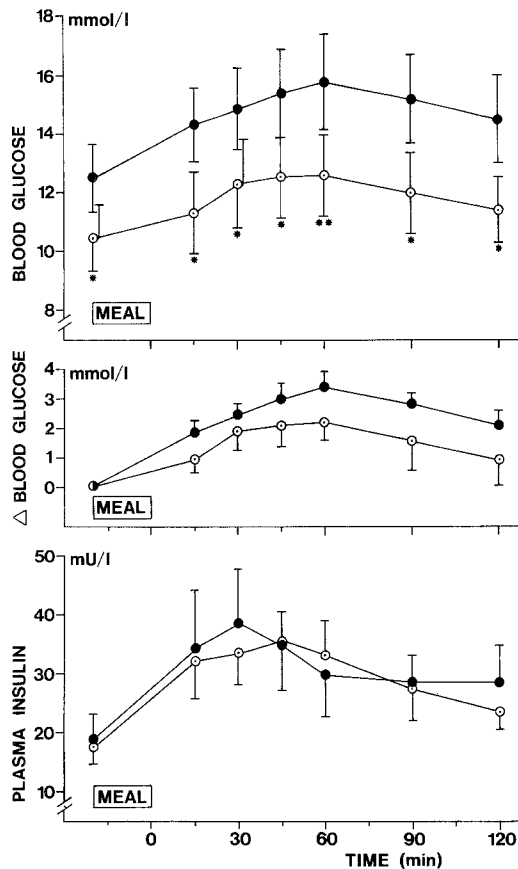 mmol/l
18
16
14
12
10
8
BLOOD GLUCOSE
* * * * ** * *
MEAL
mmol/l
4
3
2
1
0
△ BLOOD GLUCOSE
MEAL
mU/l
50
40
30
20
10
PLASMA INSULIN
MEAL
0 30 60 90 120
TIME (min)